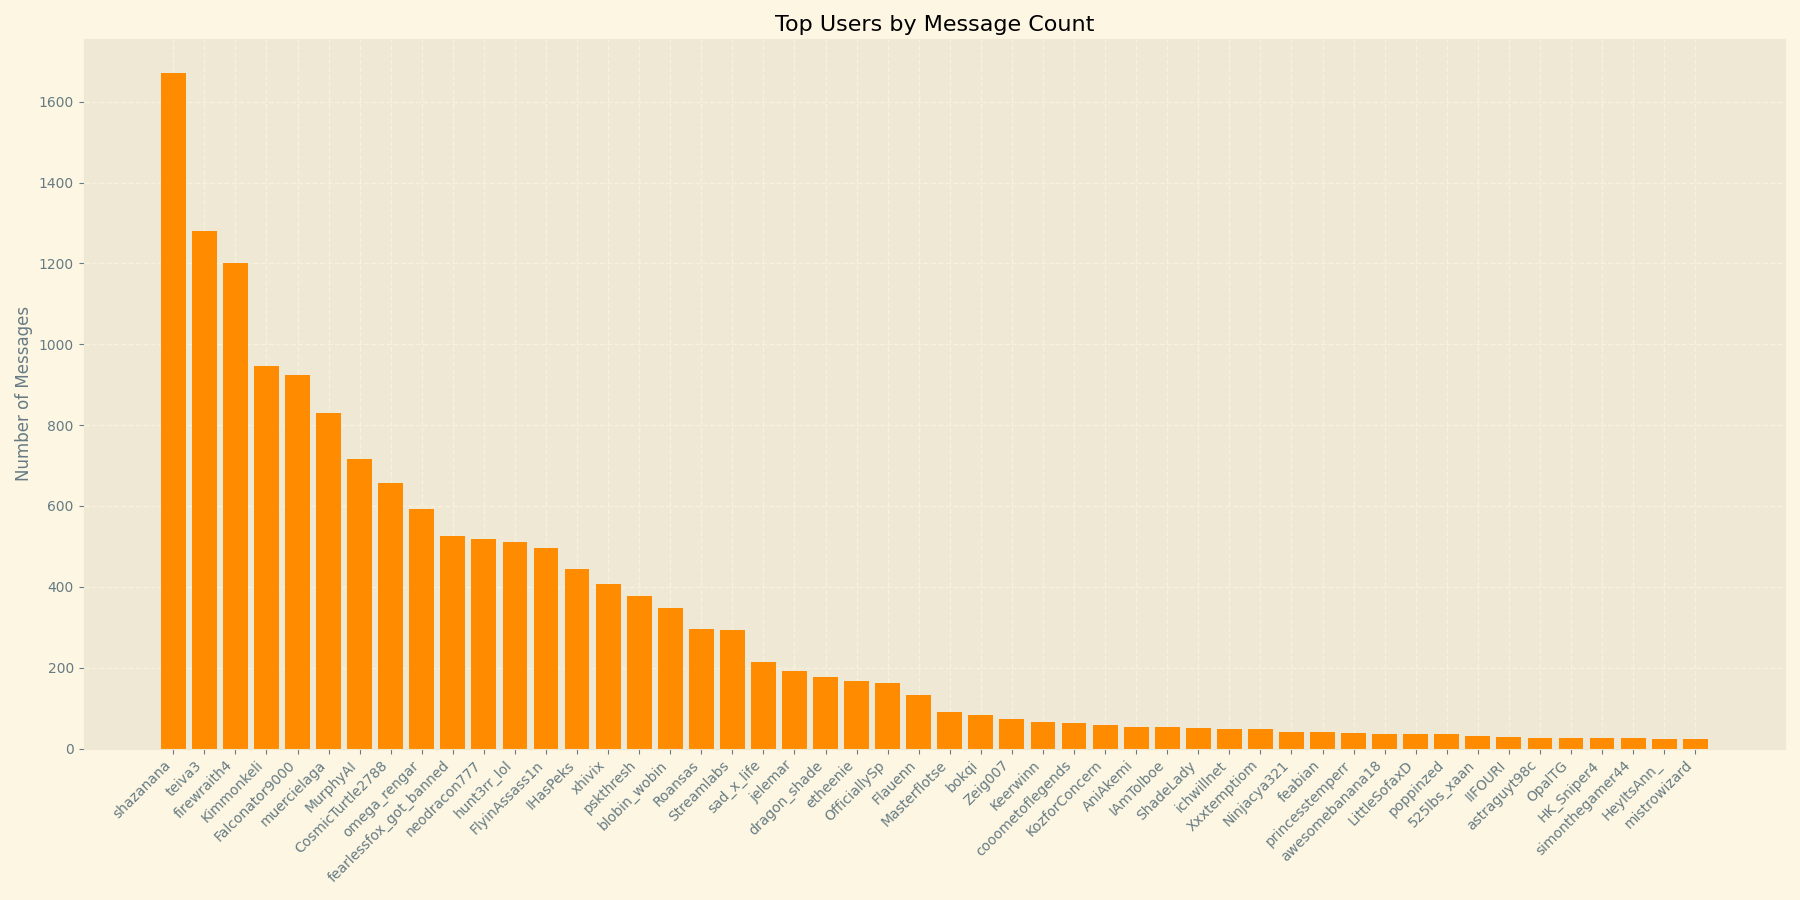 Top Users by Message Count
Number of Messages
1600
1400
1200
1000
800
600
400
200
0
shazanana
teiva3
firewraith4
Kimmonkeli
Falconator9000
muercielaga
MurphyAI
CosmicTurtle2788
omega_rengar
fearlessfox_got_banned
neodracon777
hunt3rr_lol
FlyinAssass1n
IHasPeks
xhivix
pskthresh
blobin_wobin
Roansas
Streamlabs
sad_x_life
jelemar
dragon_shade
etheenie
OfficiallySp
Flauenn
Masterflotse
bokqi
Zeig007
Keerwinn
cooometoflegends
KozforConcern
AniAkemi
IAmTolboe
ShadeLady
ichwillnet
Xxxtemptiom
Ninjacya321
feabian
princesstemperr
awesomebanana18
LittleSofaxD
poppinzed
525lbs_xaan
IIFOURI
astraguyt98c
OpalTG
HK_Sniper4
simonthegamer44
HeyItsAnn_
mistrowizard